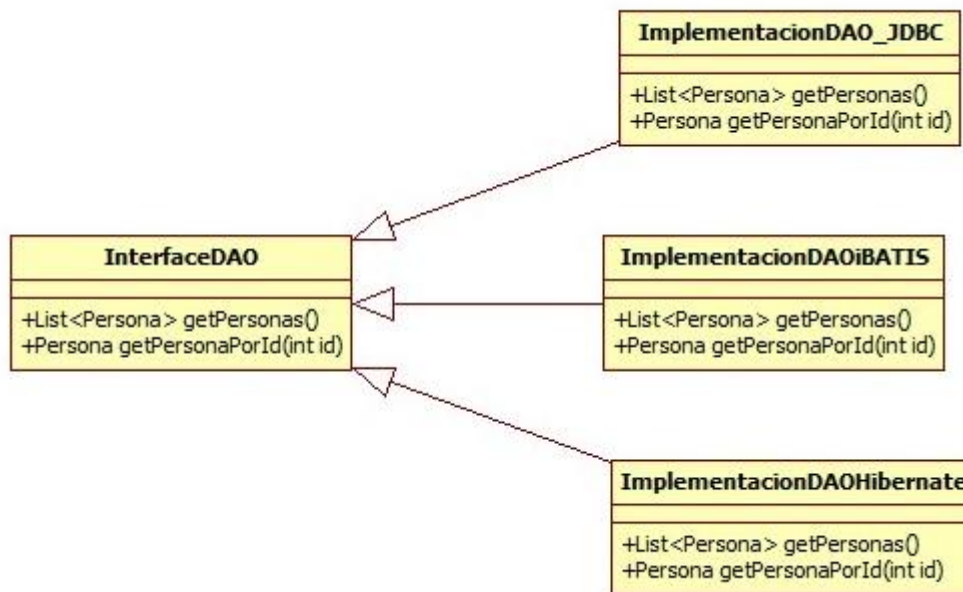 ImplementacionDAO_JDBC
+List<Persona> getPersonas()
+Persona getPersonaPorId(int id)
InterfaceDAO
+List<Persona> getPersonas()
+Persona getPersonaPorId(int id)
ImplementacionDAOiBATIS
+List<Persona> getPersonas()
+Persona getPersonaPorId(int id)
ImplementacionDAOHibernate
+List<Persona> getPersonas()
+Persona getPersonaPorId(int id)